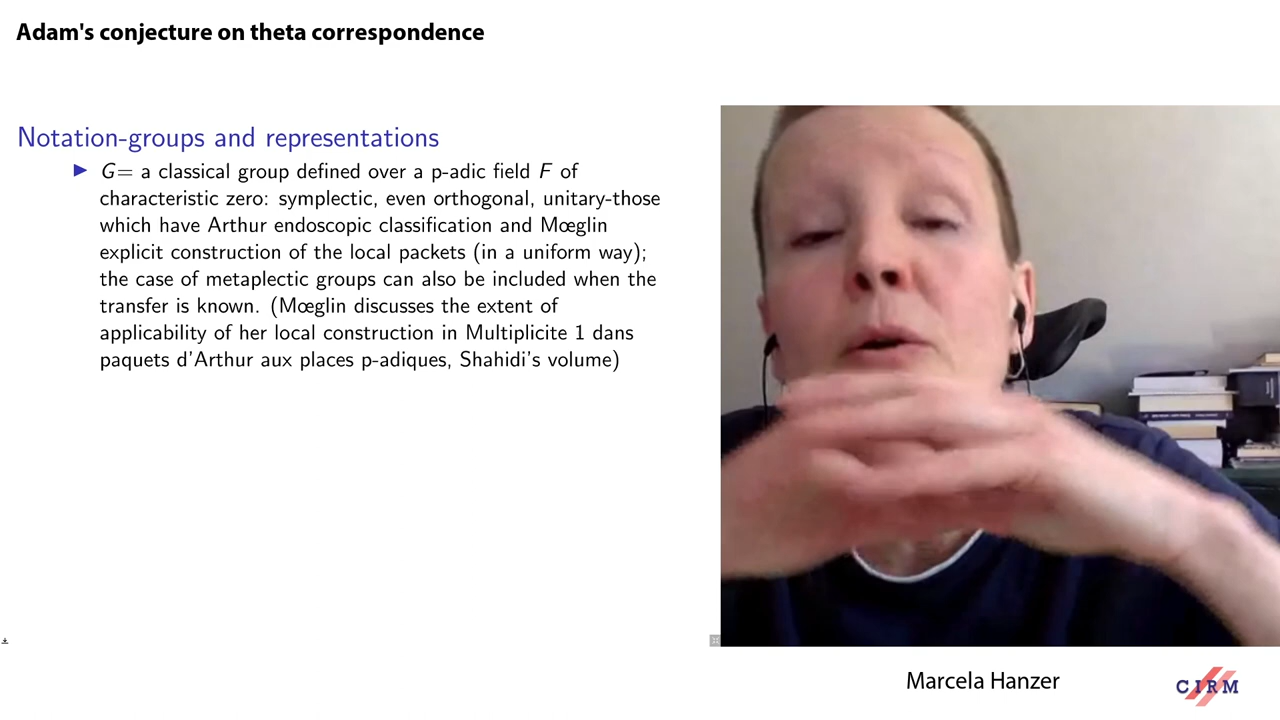 Adam's conjecture on theta correspondence
Notation-groups and representations
▶ G= a classical group defined over a p-adic field F of
characteristic zero: symplectic, even orthogonal, unitary-those
which have Arthur endoscopic classification and Mœglin
explicit construction of the local packets (in a uniform way);
the case of metaplectic groups can also be included when the
transfer is known. (Mœglin discusses the extent of
applicability of her local construction in Multiplicite 1 dans
paquets d'Arthur aux places p-adiques, Shahidi's volume)
Marcela Hanzer
CIRM